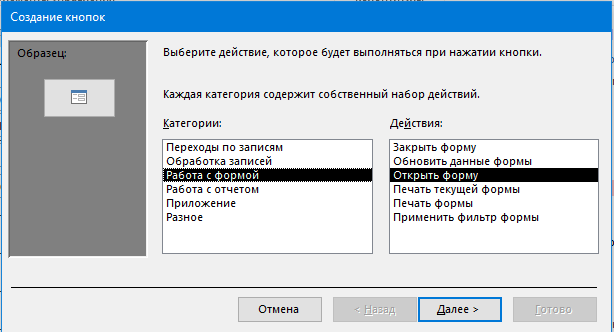 Создание кнопок
Образец:
Выберите действие, которое будет выполняться при нажатии кнопки.
Каждая категория содержит собственный набор действий.
Категории:
Переходы по записям
Обработка записей
Работа с формой
Работа с отчетом
Приложение
Разное
Действия:
Закрыть форму
Обновить данные формы
Открыть форму
Печать текущей формы
Печать формы
Применить фильтр формы
Отмена
< Назад
Далее >
Готово